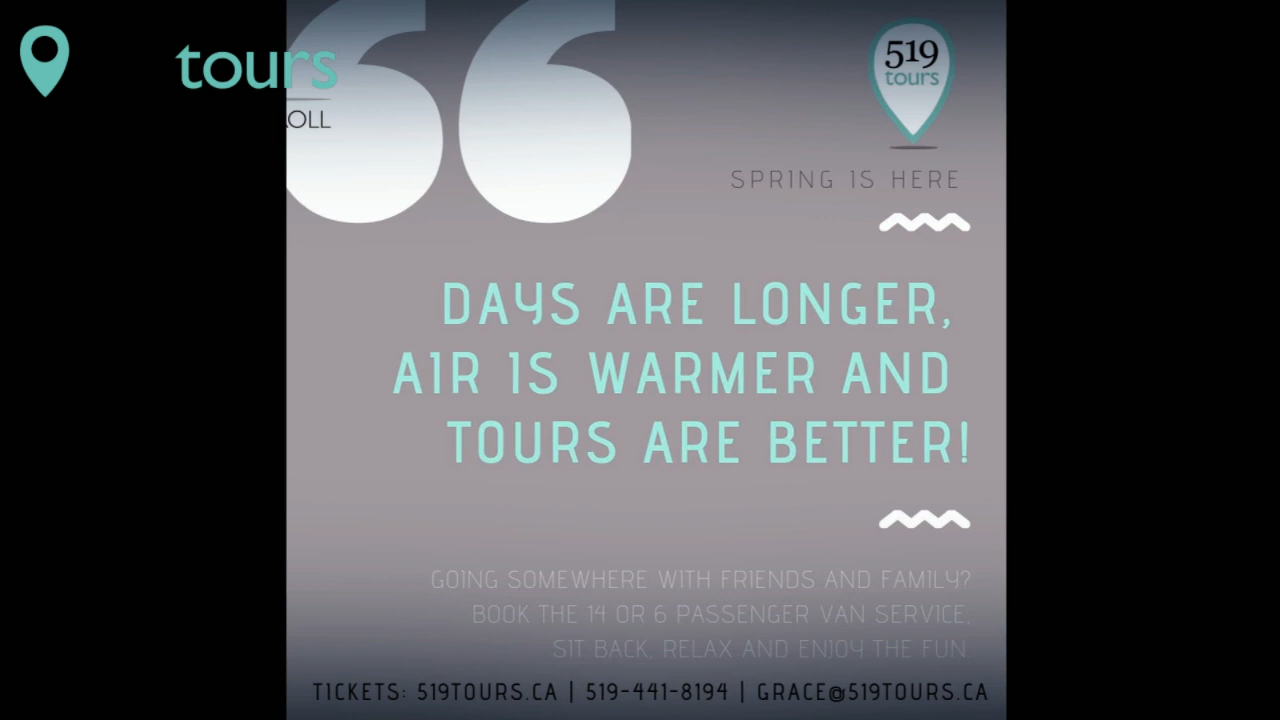 tours
OLL
519
tours
SPRING IS HERE
DAYS ARE LONGER,
AIR IS WARMER AND
TOURS ARE BETTER!
GOING SOMEWHERE WITH FRIENDS AND FAMILY?
BOOK THE 14 OR 6 PASSENGER VAN SERVICE,
SIT BACK, RELAX AND ENJOY THE FUN.
TICKETS: 519TOURS.CA | 519-441-8194 | GRACE@519TOURS.CA